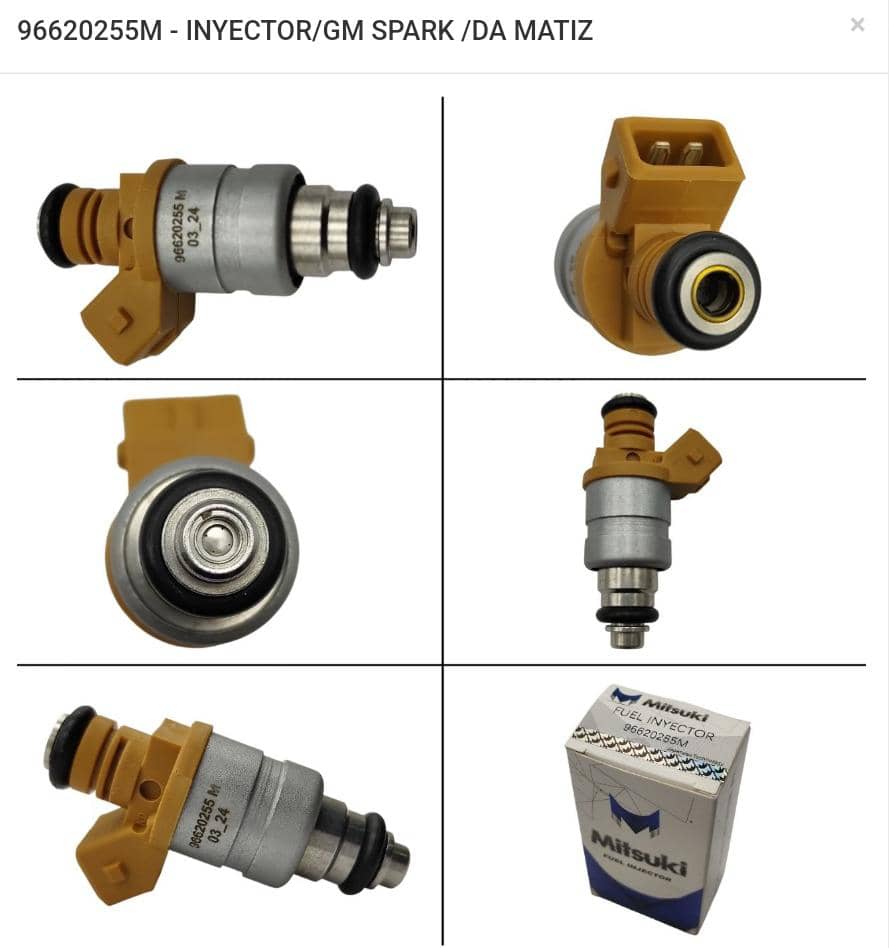 96620255M - INYECTOR/GM SPARK /DA MATIZ
×
96620255 M
03_24
96620255 M
03_24
Mitsuki
FUEL INYECTOR
96620255M
Mitsuki
FUEL INJECTOR